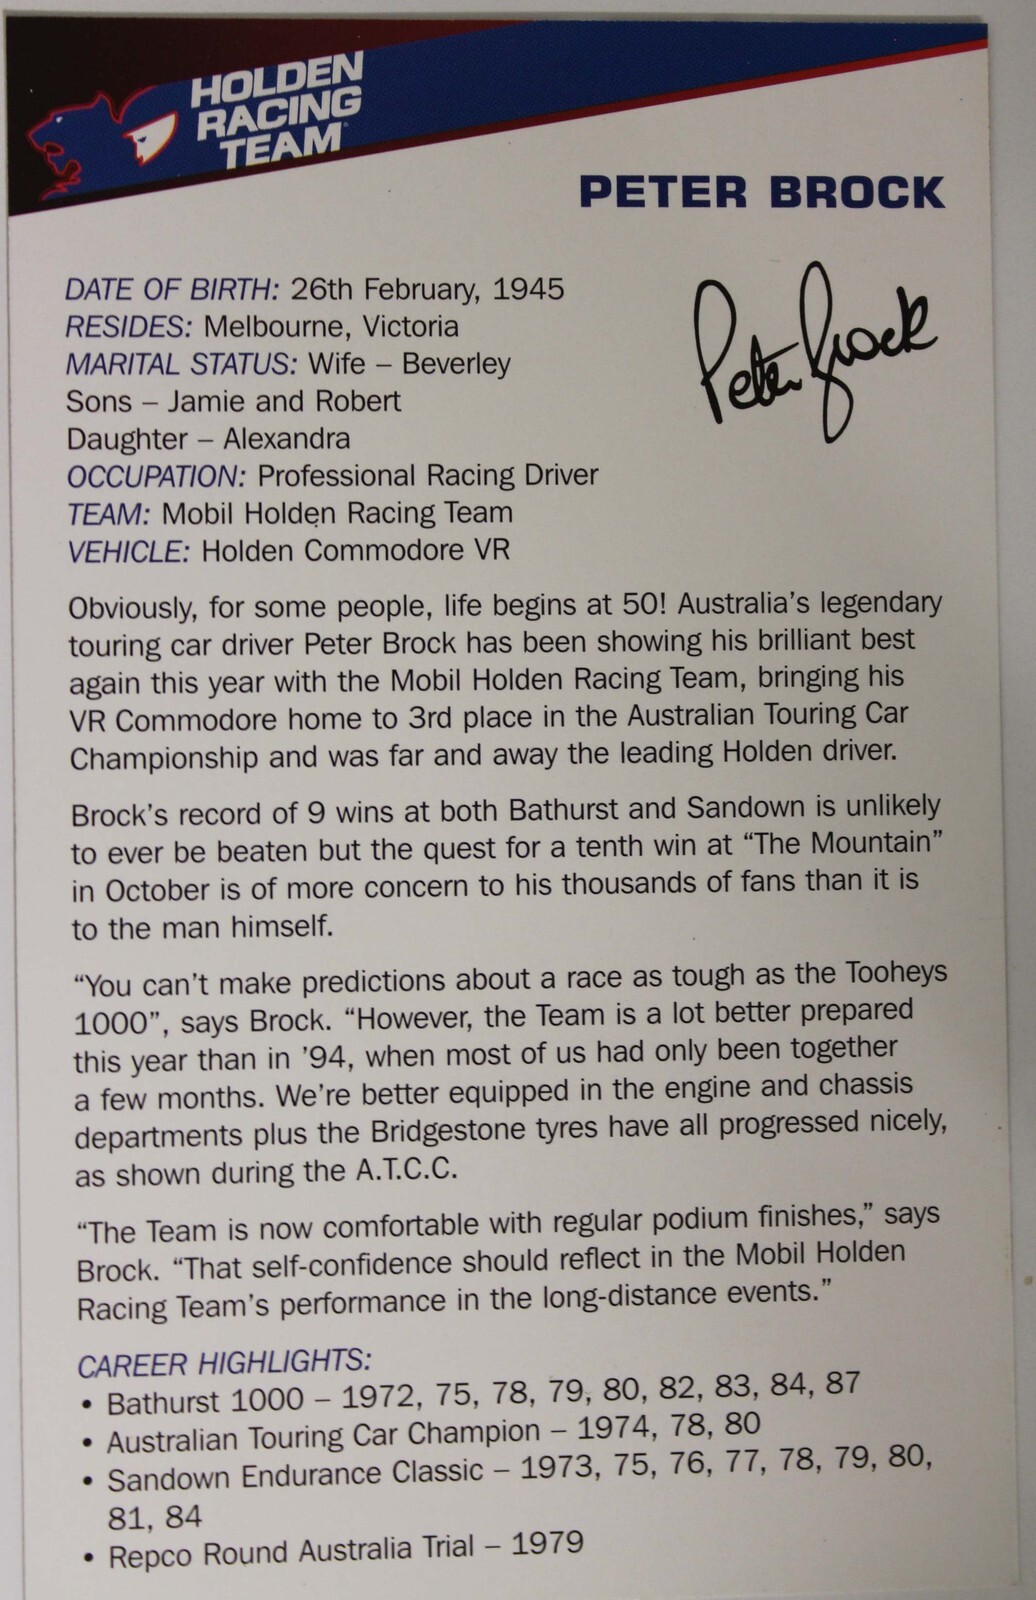 HOLDEN
RACING
TEAM
PETER BROCK
DATE OF BIRTH: 26th February, 1945
RESIDES: Melbourne, Victoria
MARITAL STATUS: Wife – Beverley
Sons – Jamie and Robert
Daughter – Alexandra
OCCUPATION: Professional Racing Driver
TEAM: Mobil Holden Racing Team
VEHICLE: Holden Commodore VR
Peter Brock
Obviously, for some people, life begins at 50! Australia's legendary
touring car driver Peter Brock has been showing his brilliant best
again this year with the Mobil Holden Racing Team, bringing his
VR Commodore home to 3rd place in the Australian Touring Car
Championship and was far and away the leading Holden driver.
Brock's record of 9 wins at both Bathurst and Sandown is unlikely
to ever be beaten but the quest for a tenth win at “The Mountain”
in October is of more concern to his thousands of fans than it is
to the man himself.
“You can't make predictions about a race as tough as the Tooheys
1000”, says Brock. “However, the Team is a lot better prepared
this year than in '94, when most of us had only been together
a few months. We're better equipped in the engine and chassis
departments plus the Bridgestone tyres have all progressed nicely,
as shown during the A.T.C.C.
“The Team is now comfortable with regular podium finishes,” says
Brock. “That self-confidence should reflect in the Mobil Holden
Racing Team's performance in the long-distance events.”
CAREER HIGHLIGHTS:
• Bathurst 1000 – 1972, 75, 78, 79, 80, 82, 83, 84, 87
• Australian Touring Car Champion – 1974, 78, 80
• Sandown Endurance Classic – 1973, 75, 76, 77, 78, 79, 80,
81, 84
• Repco Round Australia Trial – 1979